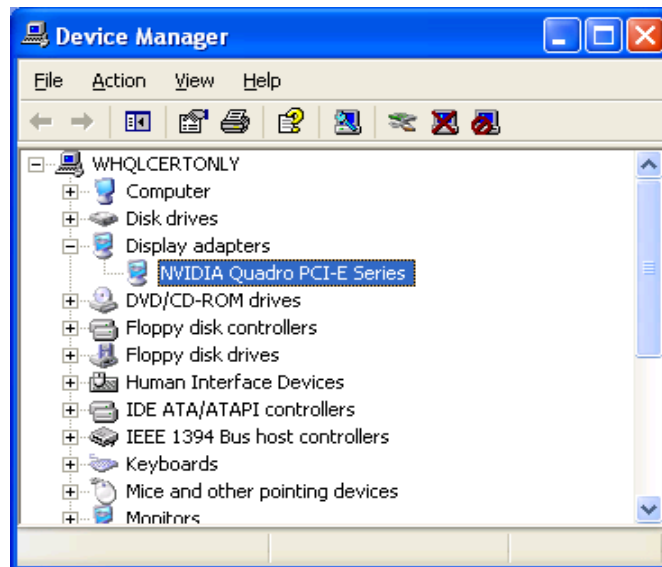 Device Manager
File Action View Help
WHQLCERTONLY
Computer
Disk drives
Display adapters
NVIDIA Quadro PCI-E Series
DVD/CD-ROM drives
Floppy disk controllers
Floppy disk drives
Human Interface Devices
IDE ATA/ATAPI controllers
IEEE 1394 Bus host controllers
Keyboards
Mice and other pointing devices
Monitors